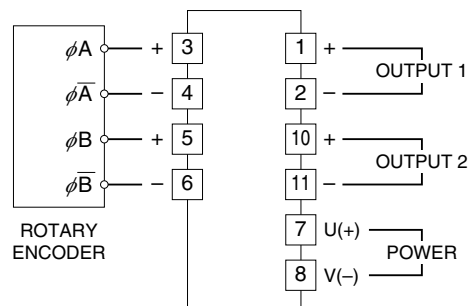 ϕA + 3
ϕA̅ − 4
ϕB + 5
ϕB̅ − 6
ROTARY
ENCODER
1 +
OUTPUT 1
2 −
10 +
OUTPUT 2
11 −
7 U(+)
POWER
8 V(−)